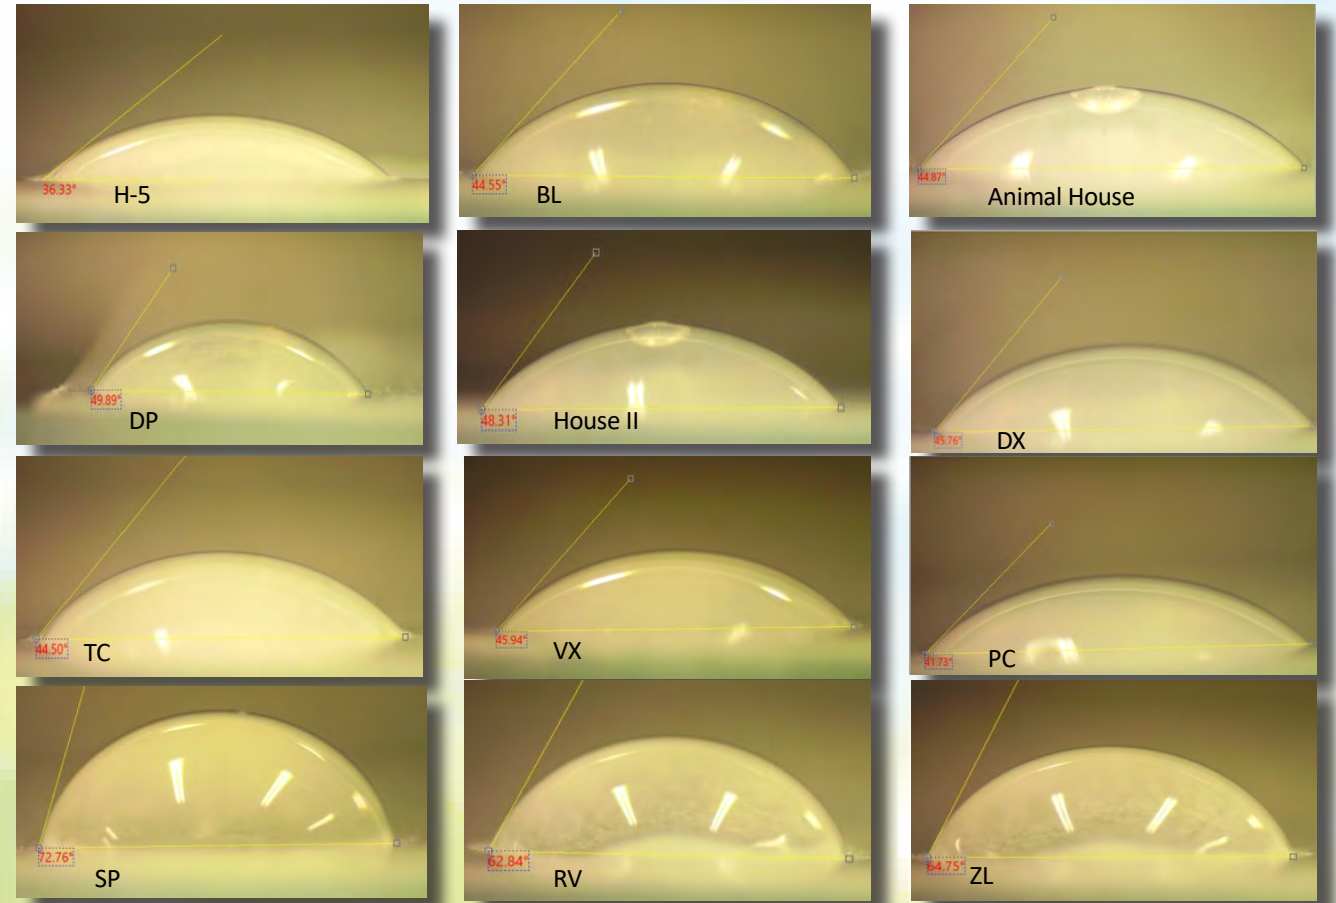 36.33°
H-5
44.55°
BL
44.87°
Animal House
49.89°
DP
48.31°
House II
45.76°
DX
44.50°
TC
45.94°
VX
41.73°
PC
72.76°
SP
62.84°
RV
64.75°
ZL